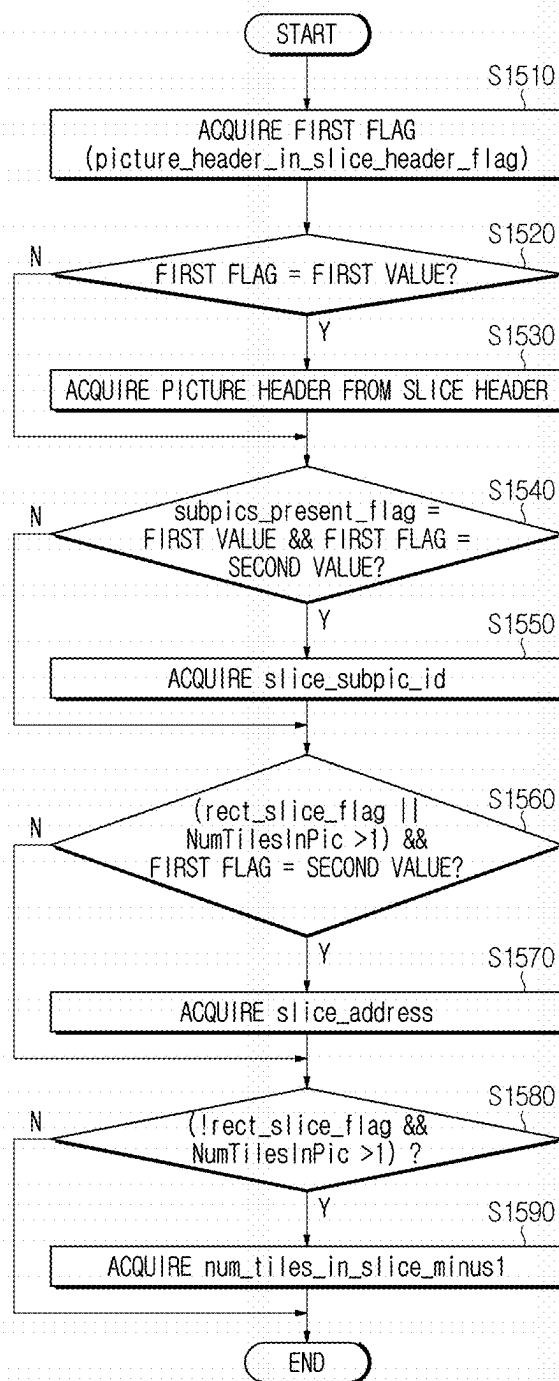 START
S1510
ACQUIRE FIRST FLAG
(picture_header_in_slice_header_flag)
S1520
N
FIRST FLAG = FIRST VALUE?
Y
S1530
ACQUIRE PICTURE HEADER FROM SLICE HEADER
S1540
N
subpics_present_flag =
FIRST VALUE && FIRST FLAG =
SECOND VALUE?
Y
S1550
ACQUIRE slice_subpic_id
S1560
N
(rect_slice_flag ||
NumTilesInPic >1) &&
FIRST FLAG = SECOND VALUE?
Y
S1570
ACQUIRE slice_address
S1580
N
(!rect_slice_flag &&
NumTilesInPic >1) ?
Y
S1590
ACQUIRE num_tiles_in_slice_minus1
END